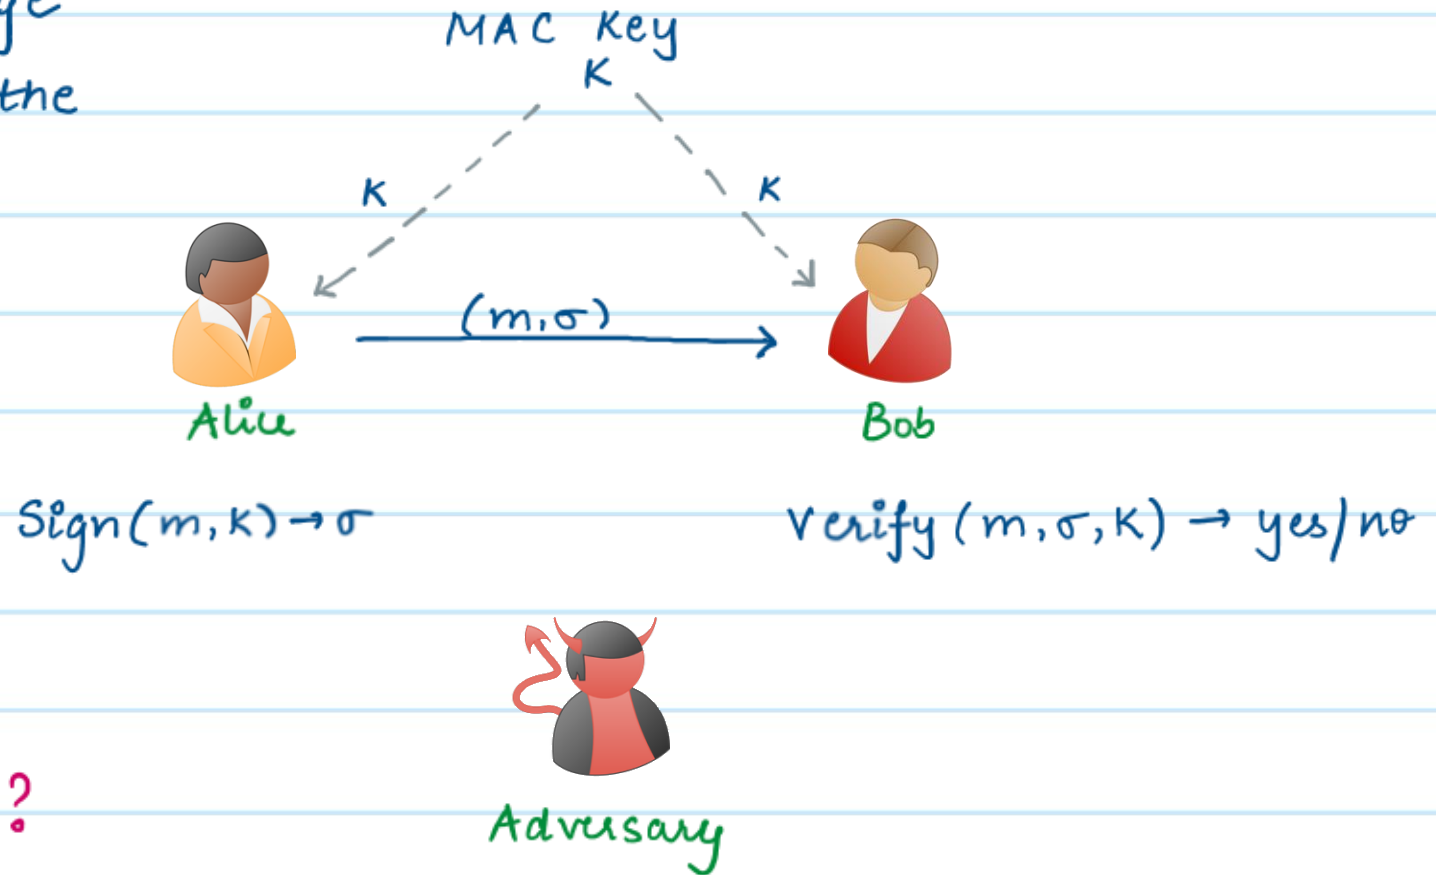 MAC Key
the
K
K
K
(m,σ)
Alice
Bob
Sign(m,K)→σ
Verify(m,σ,K) → yes/no
?
Adversary